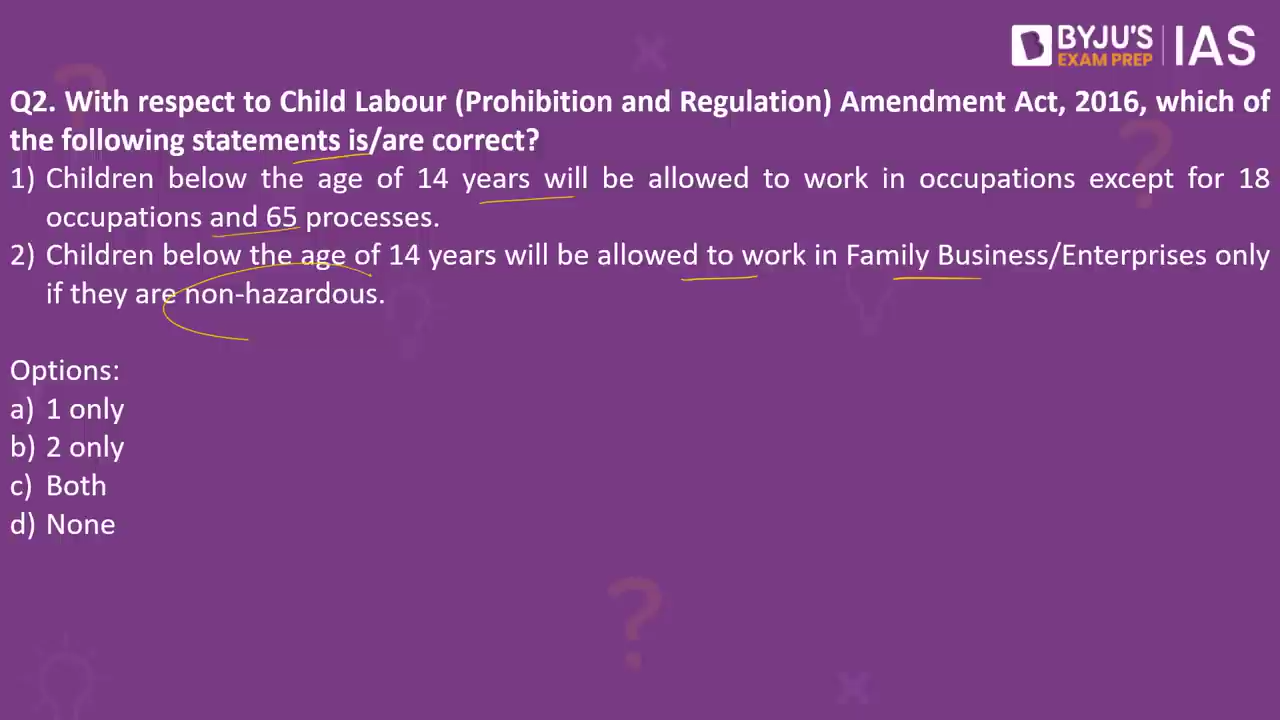 BYJU'S
EXAM PREP
IAS
Q2. With respect to Child Labour (Prohibition and Regulation) Amendment Act, 2016, which of
the following statements is/are correct?
1) Children below the age of 14 years will be allowed to work in occupations except for 18
occupations and 65 processes.
2) Children below the age of 14 years will be allowed to work in Family Business/Enterprises only
if they are non-hazardous.
Options:
a) 1 only
b) 2 only
c) Both
d) None